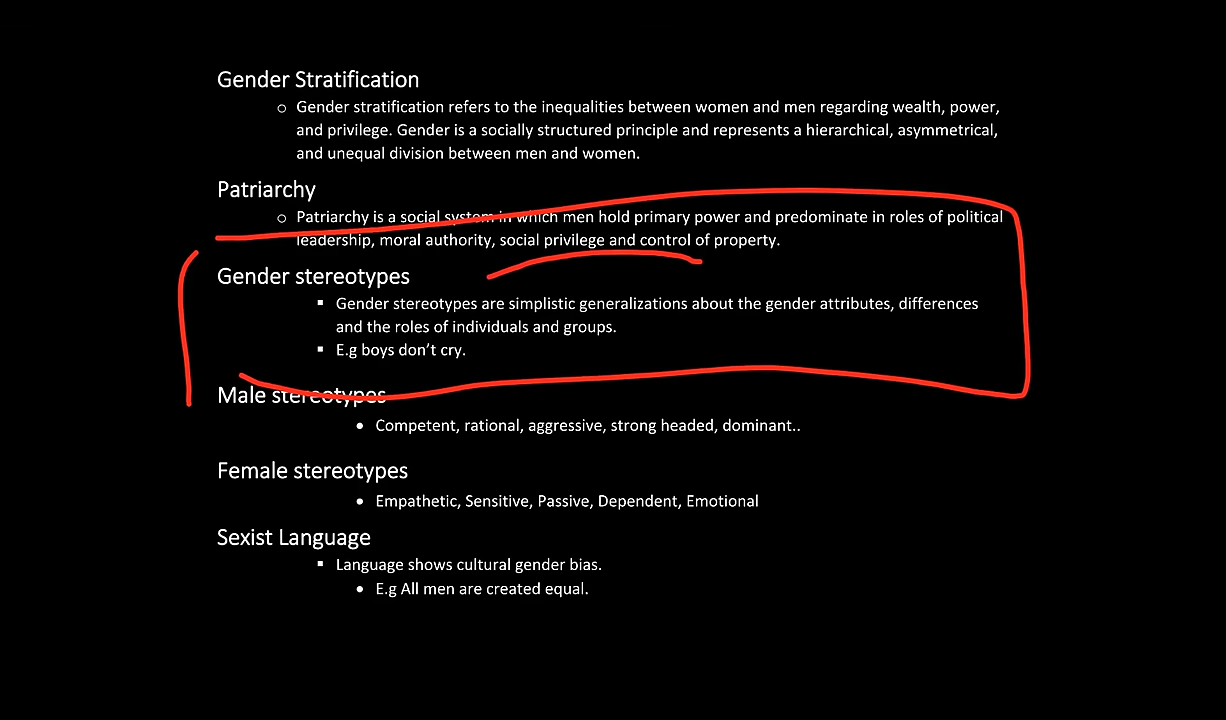 Gender Stratification
○ Gender stratification refers to the inequalities between women and men regarding wealth, power,
and privilege. Gender is a socially structured principle and represents a hierarchical, asymmetrical,
and unequal division between men and women.
Patriarchy
○ Patriarchy is a social system in which men hold primary power and predominate in roles of political
leadership, moral authority, social privilege and control of property.
Gender stereotypes
▪ Gender stereotypes are simplistic generalizations about the gender attributes, differences
and the roles of individuals and groups.
▪ E.g boys don’t cry.
Male stereotypes
• Competent, rational, aggressive, strong headed, dominant..
Female stereotypes
• Empathetic, Sensitive, Passive, Dependent, Emotional
Sexist Language
▪ Language shows cultural gender bias.
• E.g All men are created equal.